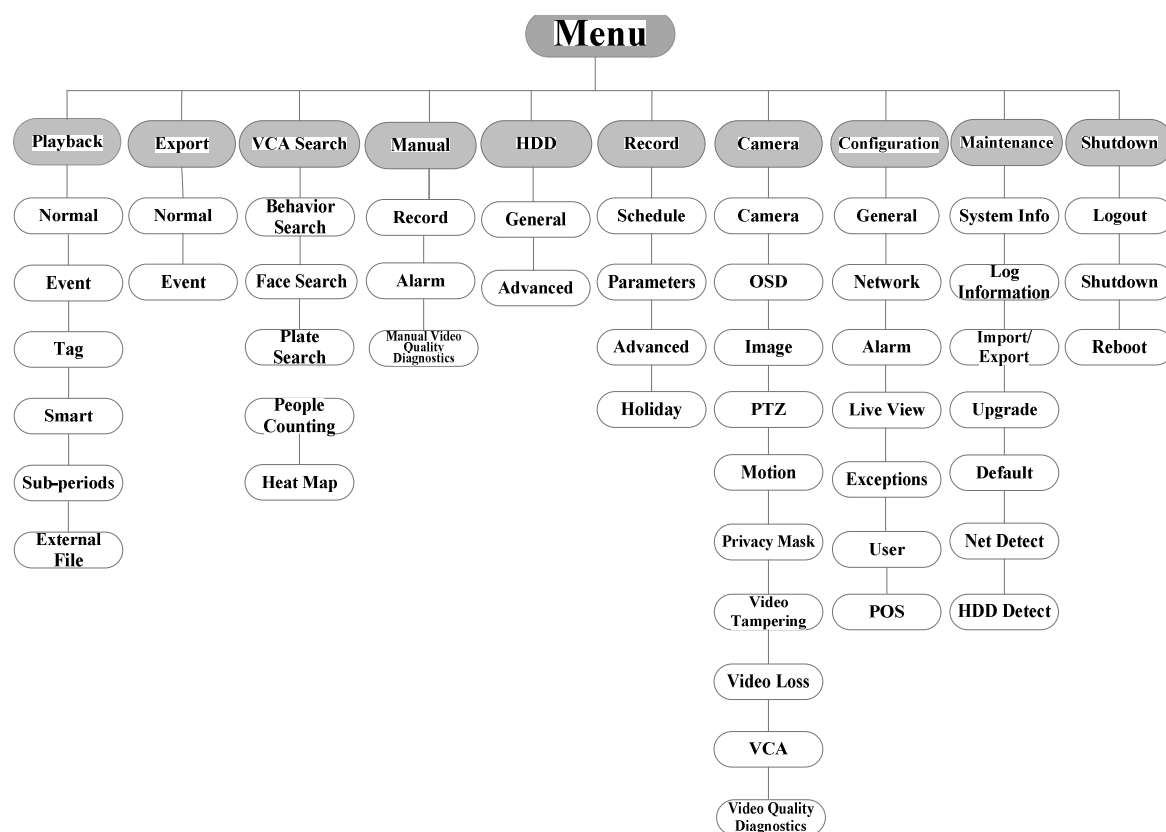 Menu
Playback
Export
VCA Search
Manual
HDD
Record
Camera
Configuration
Maintenance
Shutdown
Normal
Event
Tag
Smart
Sub-periods
External
File
Normal
Event
Behavior
Search
Face Search
Plate
Search
People
Counting
Heat Map
Record
Alarm
Manual Video
Quality
Diagnostics
General
Advanced
Schedule
Parameters
Advanced
Holiday
Camera
OSD
Image
PTZ
Motion
Privacy Mask
Video
Tampering
Video Loss
VCA
Video Quality
Diagnostics
General
Network
Alarm
Live View
Exceptions
User
POS
System Info
Log
Information
Import/
Export
Upgrade
Default
Net Detect
HDD Detect
Logout
Shutdown
Reboot